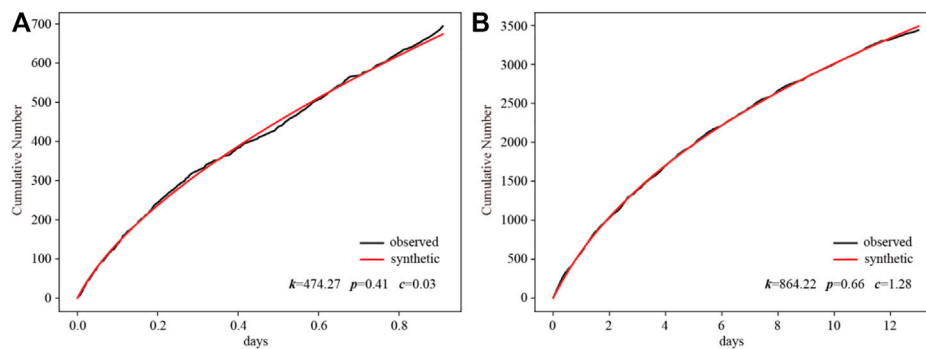 A
Cumulative Number
700
600
500
400
300
200
100
0
0.0 0.2 0.4 0.6 0.8
days
observed
synthetic
k=474.27 p=0.41 c=0.03
B
Cumulative Number
3500
3000
2500
2000
1500
1000
500
0
0 2 4 6 8 10 12
days
observed
synthetic
k=864.22 p=0.66 c=1.28